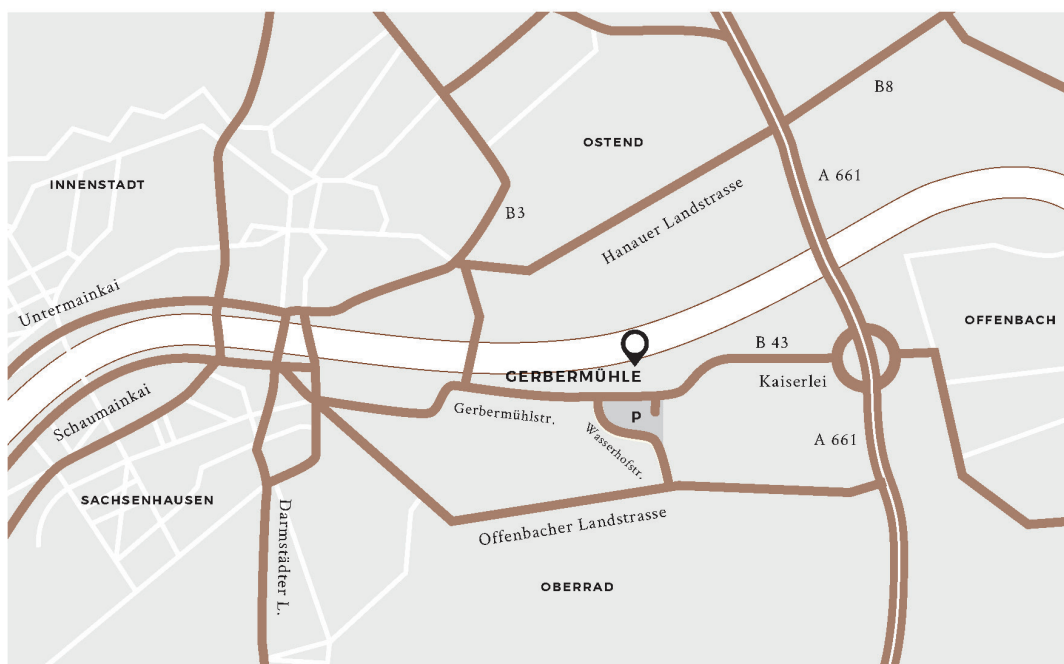 B8
OSTEND
A 661
INNENSTADT
B3
Hanauer Landstrasse
Untermainkai
OFFENBACH
B 43
GERBERMÜHLE
Kaiserlei
Schaumainkai
Gerbermühlstr.
P
A 661
Wasserhofstr.
SACHSENHAUSEN
Darmstädter L.
Offenbacher Landstrasse
OBERRAD